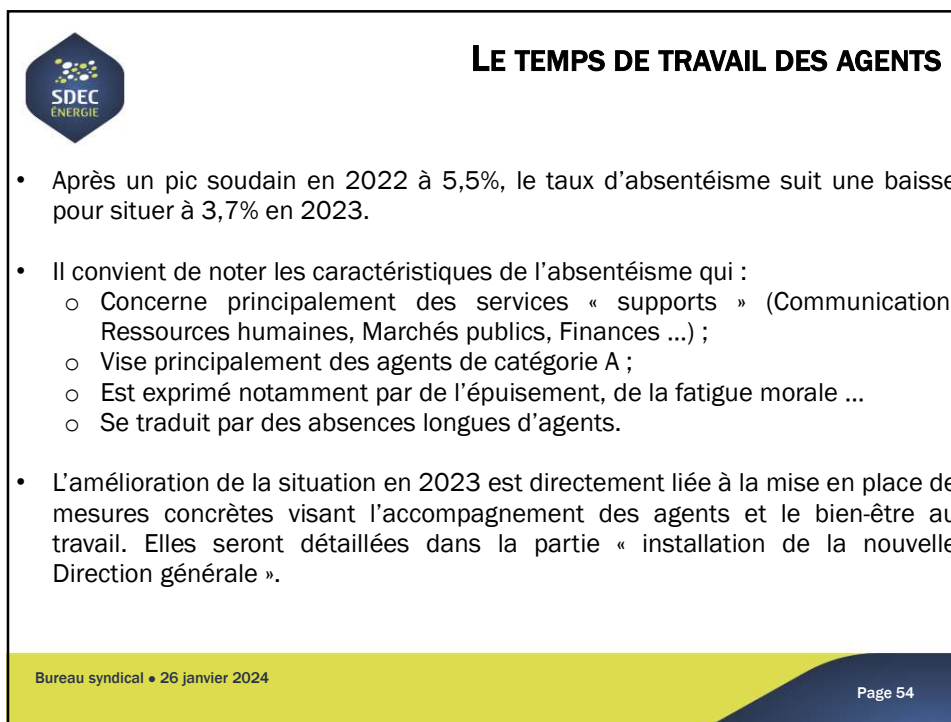 SDEC
ÉNERGIE
LE TEMPS DE TRAVAIL DES AGENTS
• Après un pic soudain en 2022 à 5,5%, le taux d’absentéisme suit une baisse
pour situer à 3,7% en 2023.
• Il convient de noter les caractéristiques de l’absentéisme qui :
o Concerne principalement des services « supports » (Communication
Ressources humaines, Marchés publics, Finances ...) ;
o Vise principalement des agents de catégorie A ;
o Est exprimé notamment par de l’épuisement, de la fatigue morale ...
o Se traduit par des absences longues d’agents.
• L’amélioration de la situation en 2023 est directement liée à la mise en place de
mesures concrètes visant l’accompagnement des agents et le bien-être au
travail. Elles seront détaillées dans la partie « installation de la nouvelle
Direction générale ».
Bureau syndical • 26 janvier 2024
Page 54